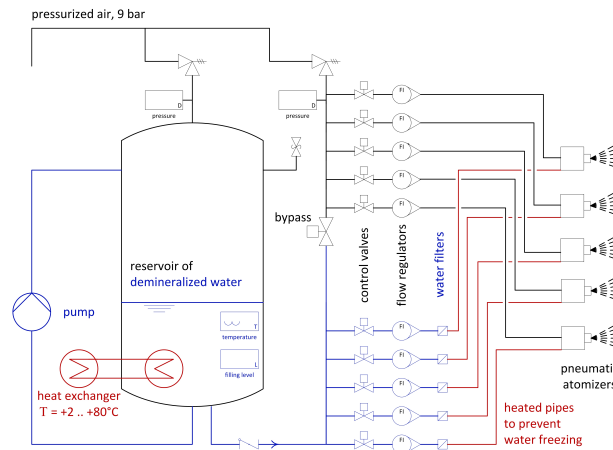 pressurized air, 9 bar
D
pressure
D
pressure
FI
FI
FI
FI
FI
bypass
control valves
flow regulators
water filters
reservoir of
demineralized water
pump
T
temperature
L
filling level
heat exchanger
T = +2 .. +80°C
FI
FI
FI
FI
FI
pneumati
atomizers
heated pipes
to prevent
water freezing